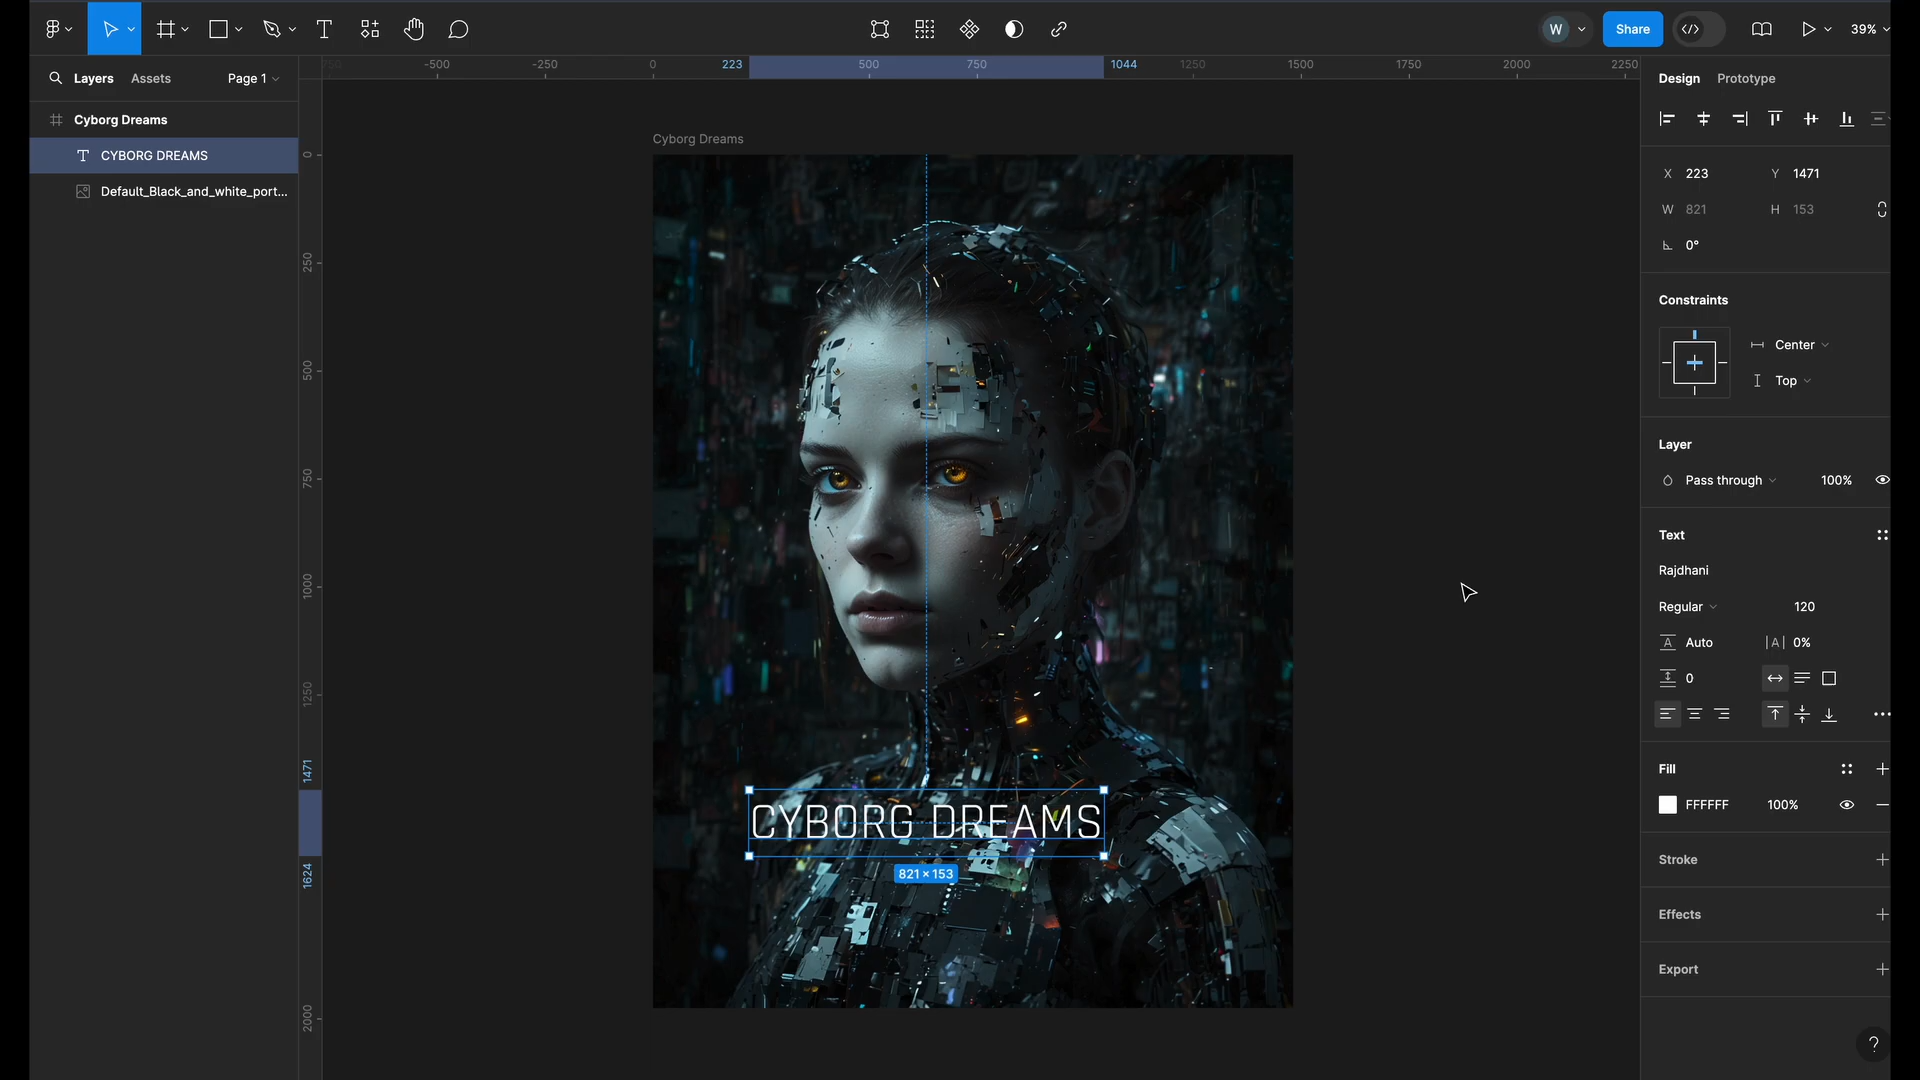 W
Share
39%
Layers
Assets
Page 1
Design
Prototype
-500
-250
0
223
500
750
1044
1250
1500
1750
2000
2250
Cyborg Dreams
CYBORG DREAMS
Default_Black_and_white_port...
Cyborg Dreams
0
250
500
750
1000
1250
1471
1624
2000
CYBORG DREAMS
821 × 153
X 223
Y 1471
W 821
H 153
0°
Constraints
Center
Top
Layer
Pass through
100%
Text
Rajdhani
Regular
120
A Auto
|A| 0%
0
Fill
FFFFFF
100%
Stroke
Effects
Export
?